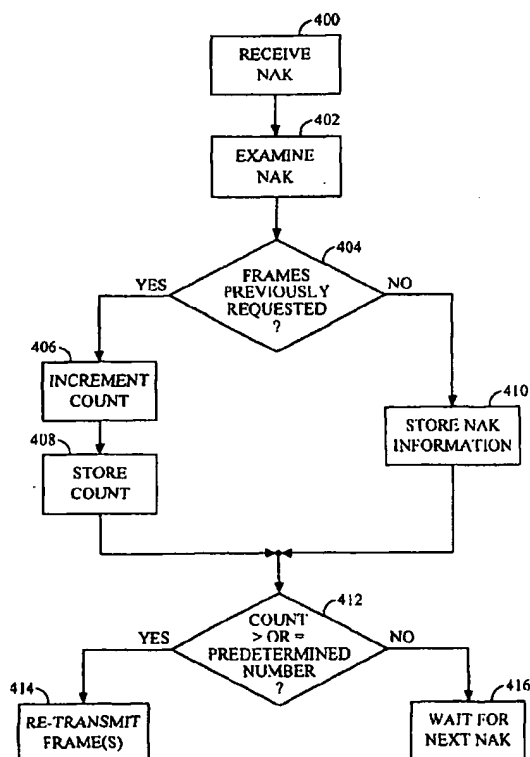 400
RECEIVE
NAK
402
EXAMINE
NAK
404
YES
FRAMES
PREVIOUSLY
REQUESTED
?
NO
406
INCREMENT
COUNT
408
STORE
COUNT
410
STORE NAK
INFORMATION
412
YES
COUNT
> OR =
PREDETERMINED
NUMBER
?
NO
414
RE-TRANSMIT
FRAME(S)
416
WAIT FOR
NEXT NAK